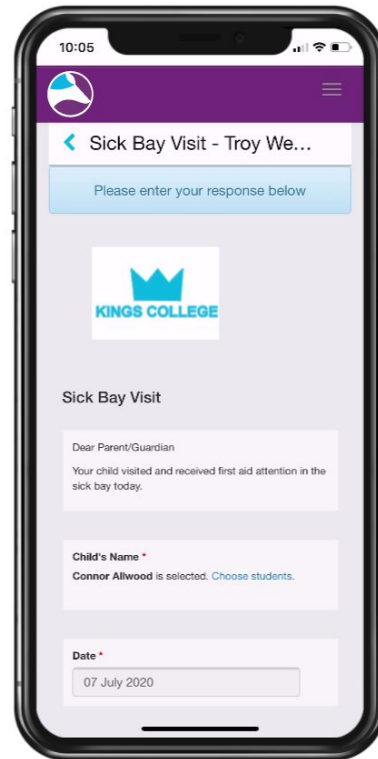 10:05
Sick Bay Visit - Troy We...
Please enter your response below
KINGS COLLEGE
Sick Bay Visit
Dear Parent/Guardian
Your child visited and received first aid attention in the
sick bay today.
Child's Name *
Connor Allwood is selected. Choose students.
Date *
07 July 2020